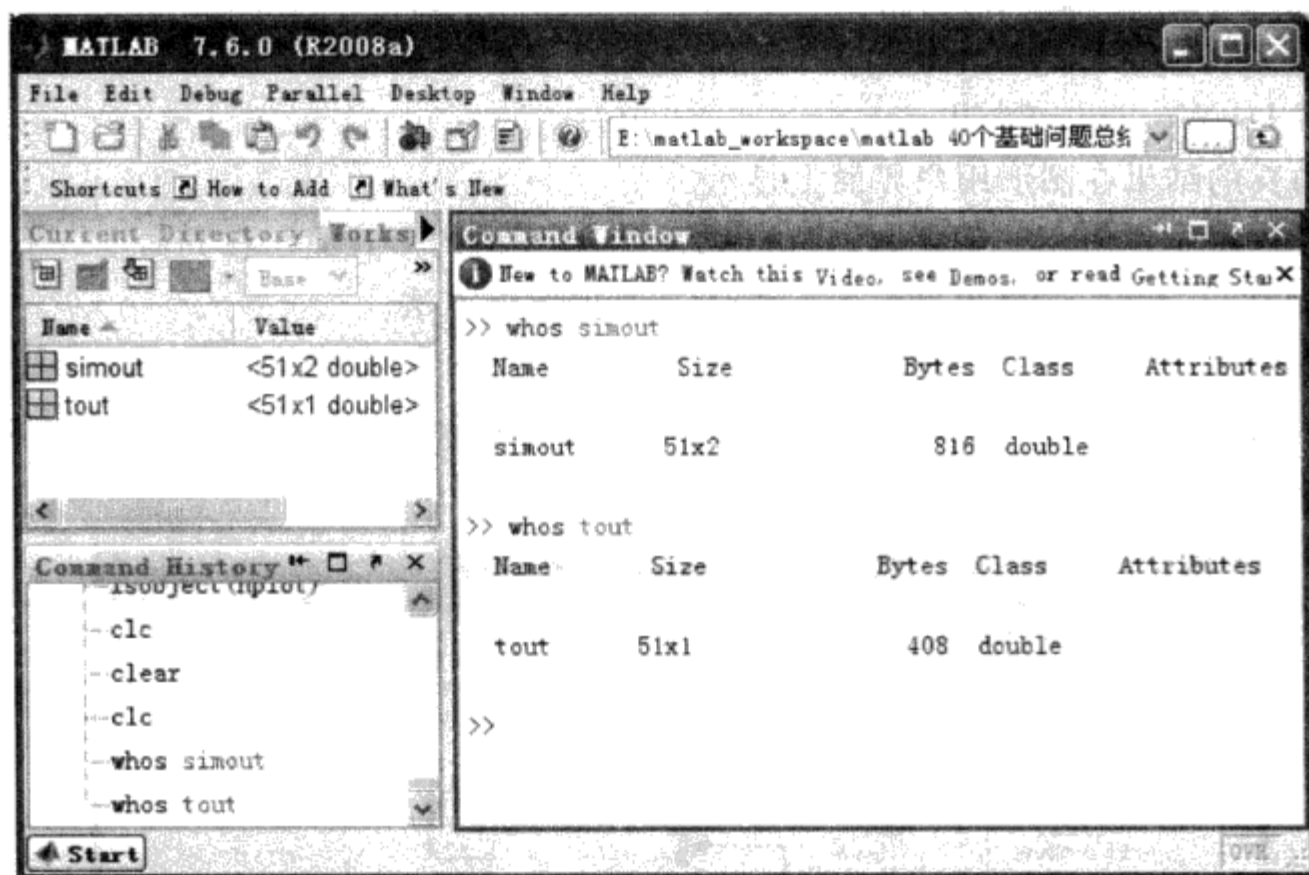 MATLAB 7.6.0 (R2008a)
File Edit Debug Parallel Desktop Window Help
E:\matlab_workspace\matlab 40个基础问题总结
Shortcuts How to Add What's New
Current Directory Works
Base
Name Value
simout <51x2 double>
tout <51x1 double>
Command History
isobject(hplot)
clc
clear
clc
whos simout
whos tout
Command Window
New to MATLAB? Watch this Video, see Demos, or read Getting Star
>> whos simout
Name Size Bytes Class Attributes
simout 51x2 816 double
>> whos tout
Name Size Bytes Class Attributes
tout 51x1 408 double
>>
Start
OVR